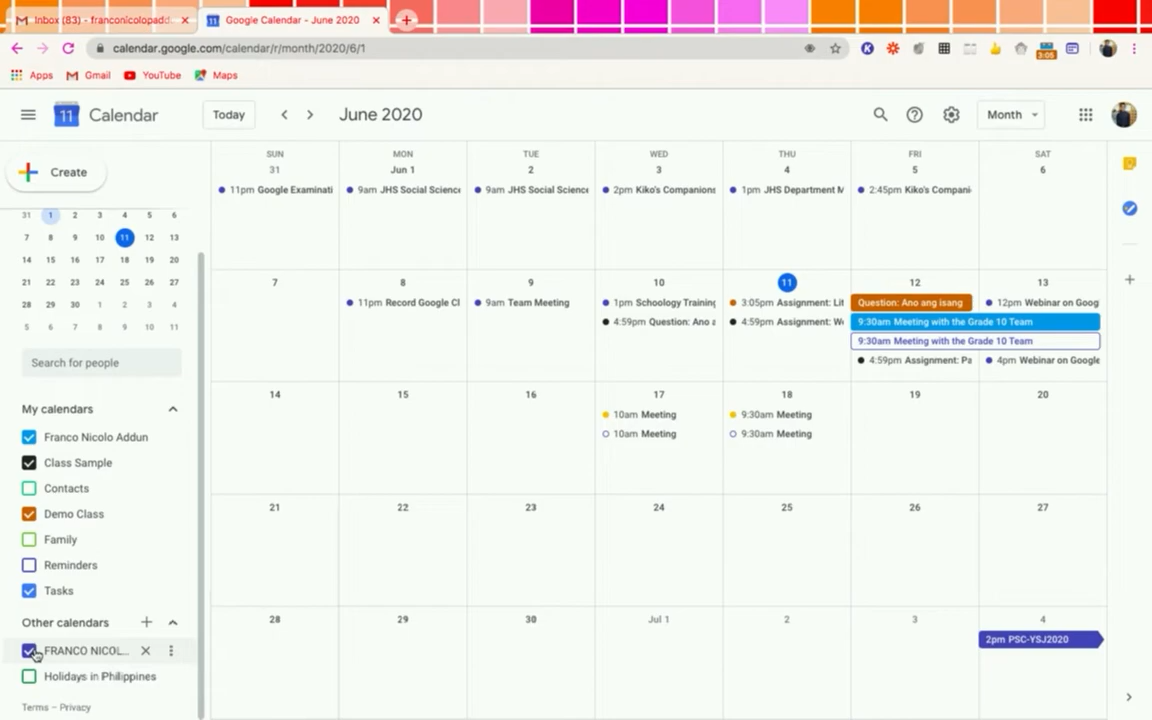 Inbox (83) - franconicolopadd
Google Calendar - June 2020
calendar.google.com/calendar/r/month/2020/6/1
3:05
Apps Gmail YouTube Maps
11 Calendar Today June 2020 Month
Create
31 1 2 3 4 5 6
7 8 9 10 11 12 13
14 15 16 17 18 19 20
21 22 23 24 25 26 27
28 29 30 1 2 3 4
5 6 7 8 9 10 11
Search for people
My calendars
Franco Nicolo Addun
Class Sample
Contacts
Demo Class
Family
Reminders
Tasks
Other calendars
FRANCO NICOL...
Holidays in Philippines
Terms – Privacy
SUN MON TUE WED THU FRI SAT
31 Jun 1 2 3 4 5 6
11pm Google Examinati 9am JHS Social Science 9am JHS Social Science 2pm Kiko's Companions 1pm JHS Department M 2:45pm Kiko's Compani
7 8 9 10 11 12 13
11pm Record Google Cl 9am Team Meeting 1pm Schoology Training 3:05pm Assignment: Lit Question: Ano ang isang 12pm Webinar on Goog
4:59pm Question: Ano a 4:59pm Assignment: We 9:30am Meeting with the Grade 10 Team
9:30am Meeting with the Grade 10 Team
4:59pm Assignment: Pa 4pm Webinar on Google
14 15 16 17 18 19 20
10am Meeting 9:30am Meeting
10am Meeting 9:30am Meeting
21 22 23 24 25 26 27
28 29 30 Jul 1 2 3 4
2pm PSC-YSJ2020